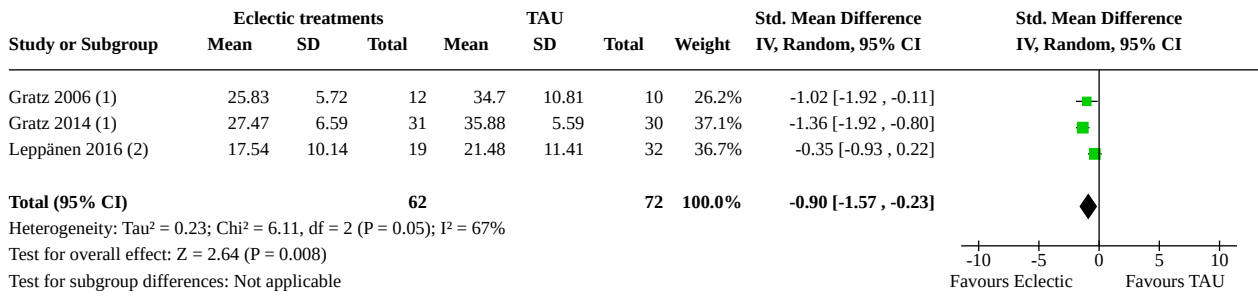 Eclectic treatments TAU Std. Mean Difference Std. Mean Difference
Study or Subgroup Mean SD Total Mean SD Total Weight IV, Random, 95% CI IV, Random, 95% CI
Gratz 2006 (1) 25.83 5.72 12 34.7 10.81 10 26.2% -1.02 [-1.92 , -0.11]
Gratz 2014 (1) 27.47 6.59 31 35.88 5.59 30 37.1% -1.36 [-1.92 , -0.80]
Leppänen 2016 (2) 17.54 10.14 19 21.48 11.41 32 36.7% -0.35 [-0.93 , 0.22]
Total (95% CI) 62 72 100.0% -0.90 [-1.57 , -0.23]
Heterogeneity: Tau² = 0.23; Chi² = 6.11, df = 2 (P = 0.05); I² = 67%
Test for overall effect: Z = 2.64 (P = 0.008)
-10 -5 0 5 10
Test for subgroup differences: Not applicable Favours Eclectic Favours TAU